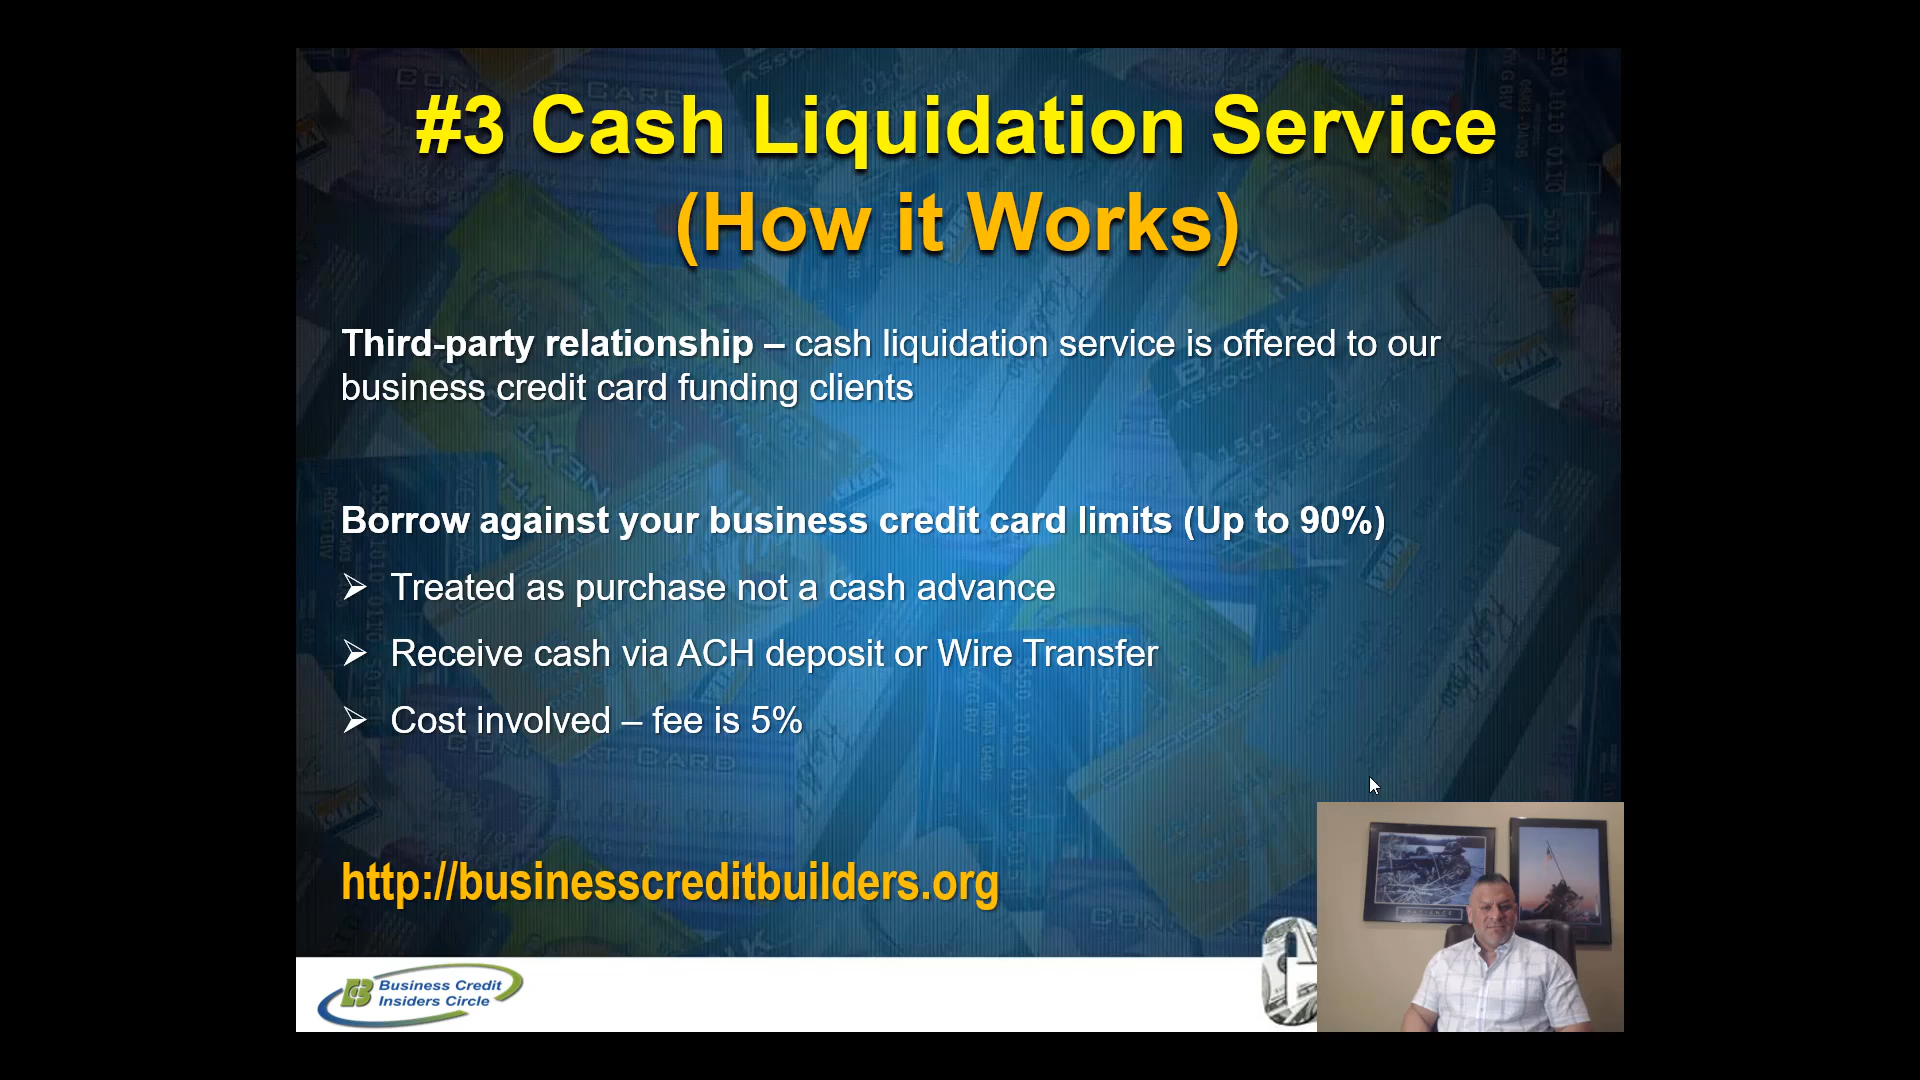 #3 Cash Liquidation Service
(How it Works)
Third-party relationship – cash liquidation service is offered to our
business credit card funding clients
Borrow against your business credit card limits (Up to 90%)
➢ Treated as purchase not a cash advance
➢ Receive cash via ACH deposit or Wire Transfer
➢ Cost involved – fee is 5%
http://businesscreditbuilders.org
Business Credit
Insiders Circle